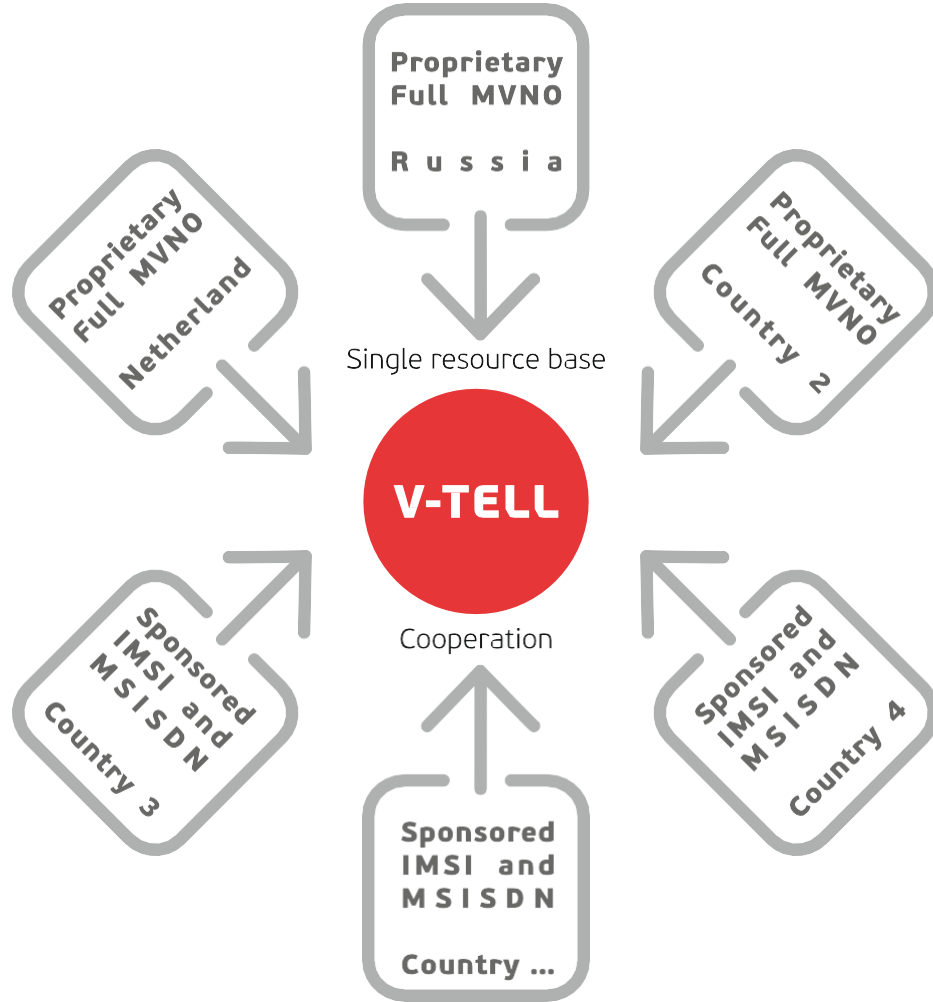 Proprietary
Full MVNO
Russia
Proprietary
Full MVNO
Netherland
Proprietary
Full MVNO
Country 2
Single resource base
V-TELL
Cooperation
Sponsored
IMSI and
MSISDN
Country 3
Sponsored
IMSI and
MSISDN
Country 4
Sponsored
IMSI and
MSISDN
Country ...